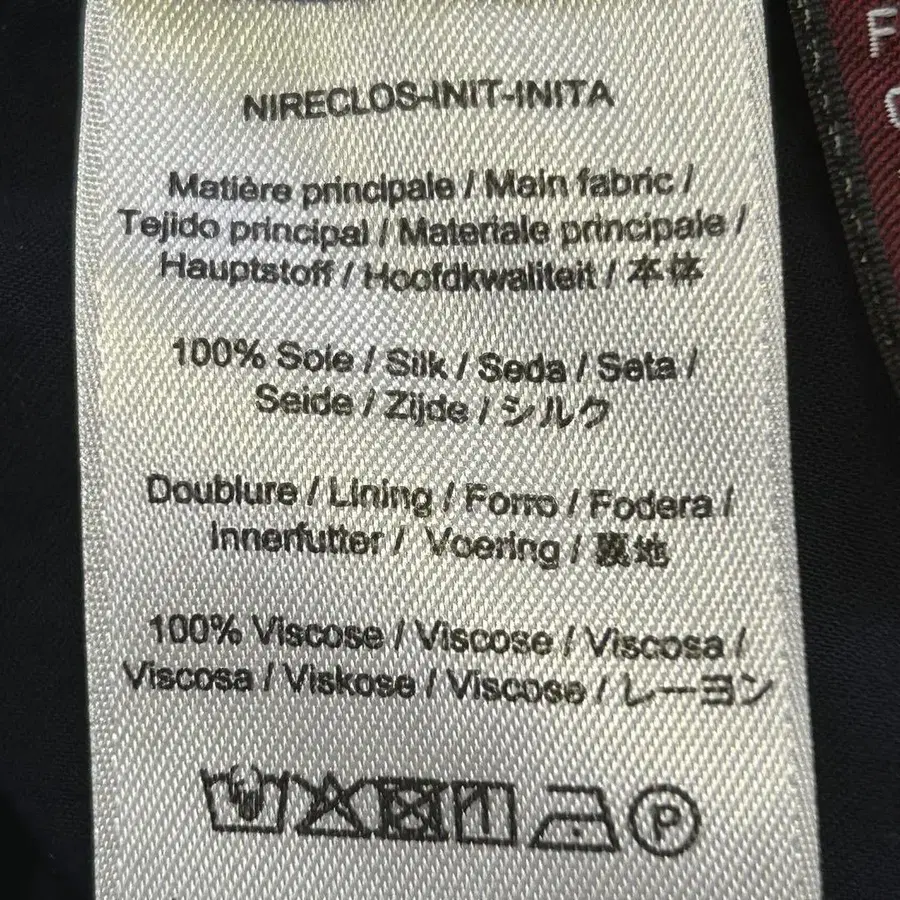 NIRECLOS-INIT-INITA
Matière principale / Main fabric /
Tejido principal / Materiale principale /
Hauptstoff / Hoofdkwaliteit / 本体
100% Soie / Silk / Seda / Seta /
Seide / Zijde / シルク
Doublure / Lining / Forro / Fodera /
Innerfutter / Voering / 裏地
100% Viscose / Viscose / Viscosa /
Viscosa / Viskose / Viscose / レーヨン
P
F